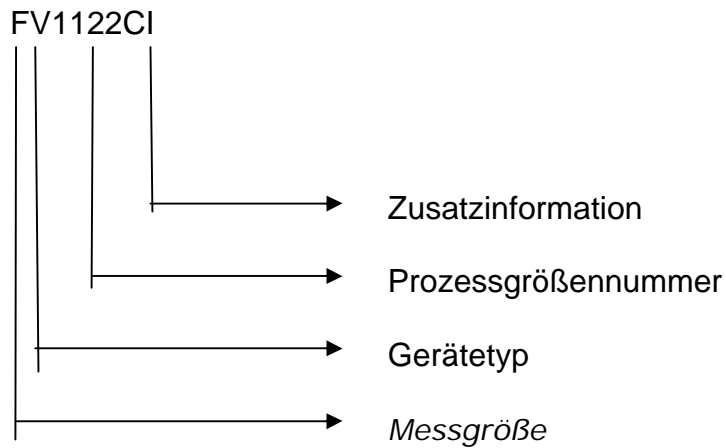 FV1122CI
Zusatzinformation
Prozessgrößennummer
Gerätetyp
Messgröße